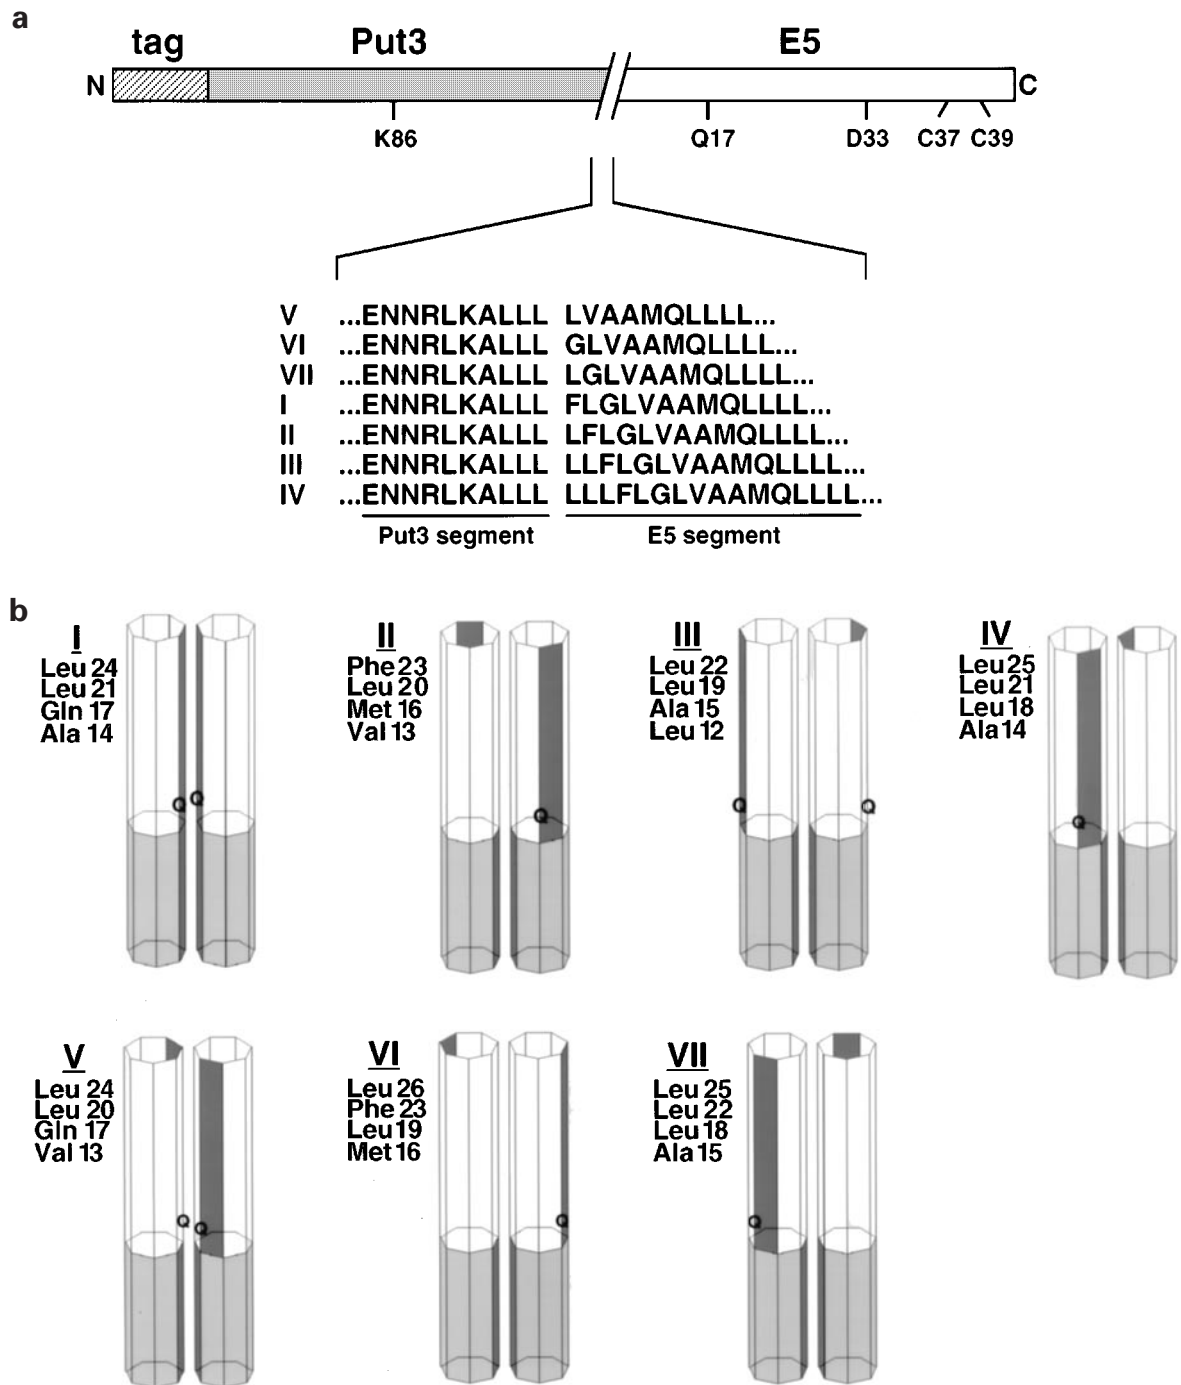 a
tag Put3 E5
N C
K86 Q17 D33 C37 C39
V ...ENNRLKALLL LVAAMQLLLL...
VI ...ENNRLKALLL GLVAAMQLLLL...
VII ...ENNRLKALLL LGLVAAMQLLLL...
I ...ENNRLKALLL FLGLVAAMQLLLL...
II ...ENNRLKALLL LFLGLVAAMQLLLL...
III ...ENNRLKALLL LLFLGLVAAMQLLLL...
IV ...ENNRLKALLL LLLFLGLVAAMQLLLL...
Put3 segment E5 segment
b
I
Leu 24
Leu 21
Gln 17
Ala 14
Q Q
II
Phe 23
Leu 20
Met 16
Val 13
Q
III
Leu 22
Leu 19
Ala 15
Leu 12
Q Q
IV
Leu 25
Leu 21
Leu 18
Ala 14
Q
V
Leu 24
Leu 20
Gln 17
Val 13
Q Q
VI
Leu 26
Phe 23
Leu 19
Met 16
Q
VII
Leu 25
Leu 22
Leu 18
Ala 15
Q